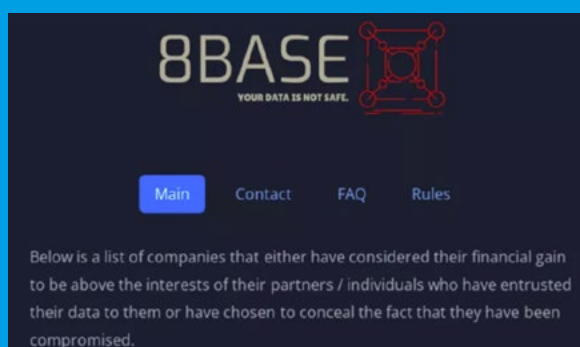 8BASE
YOUR DATA IS NOT SAFE.
Main Contact FAQ Rules
Below is a list of companies that either have considered their financial gain
to be above the interests of their partners / individuals who have entrusted
their data to them or have chosen to conceal the fact that they have been
compromised.